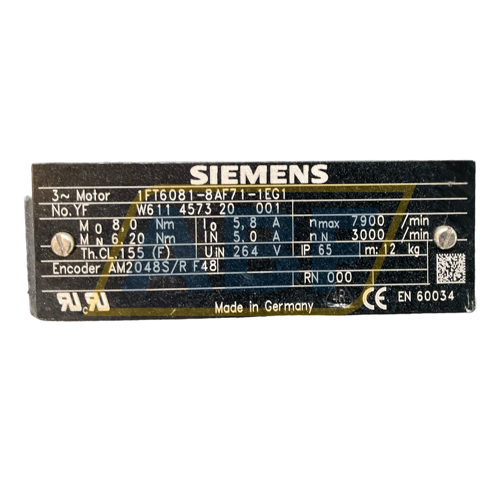 SIEMENS
3~ Motor 1FT6081-8AF71-1EG1
No. YF W611 4573 20 001
M0 8,0 Nm I0 5,8 A nmax 7900 /min
MN 6,20 Nm IN 5,0 A nN 3000 /min
Th.CL.155 (F) UiN 264 V IP 65 m: 12 kg
Encoder AM2048S/R F48 RN 000
Made in Germany CE EN 60034